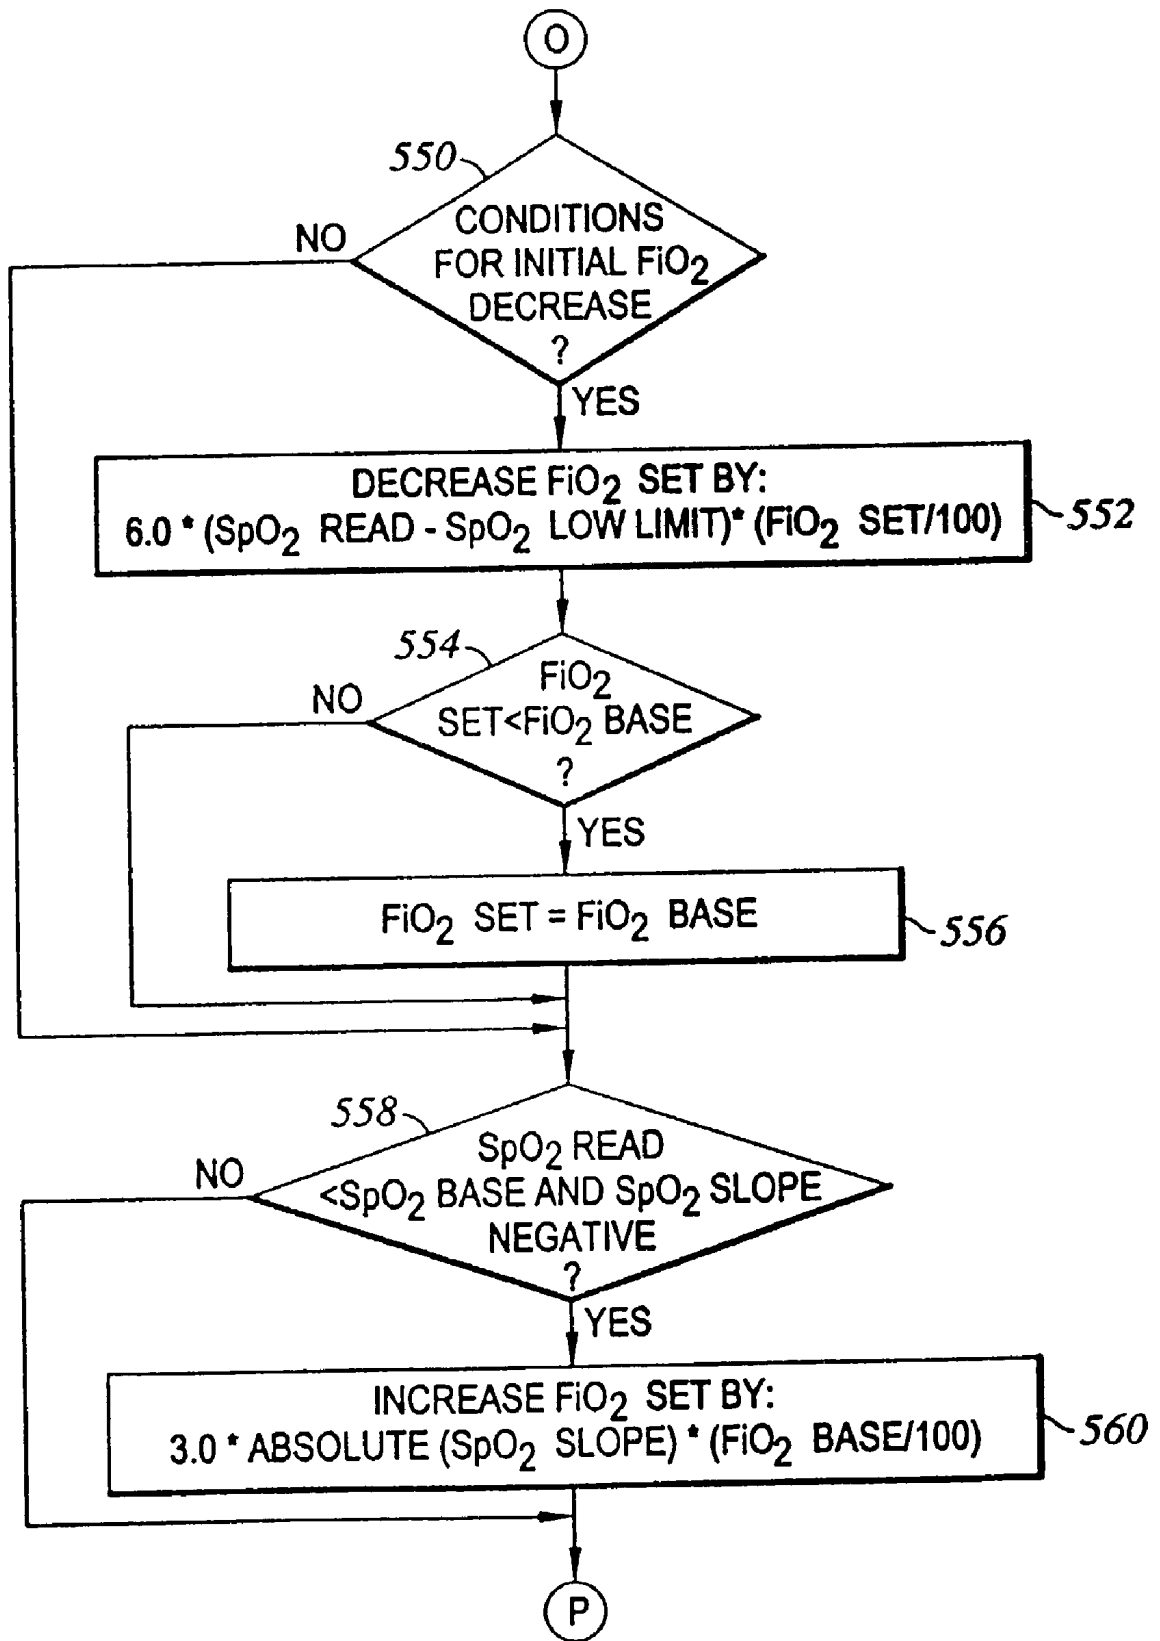 O
550
CONDITIONS
FOR INITIAL FiO2
DECREASE
?
NO
YES
DECREASE FiO2 SET BY:
6.0 * (SpO2 READ - SpO2 LOW LIMIT)* (FiO2 SET/100)
552
554
FiO2
SET<FiO2 BASE
?
NO
YES
FiO2 SET = FiO2 BASE
556
558
SpO2 READ
<SpO2 BASE AND SpO2 SLOPE
NEGATIVE
?
NO
YES
INCREASE FiO2 SET BY:
3.0 * ABSOLUTE (SpO2 SLOPE) * (FiO2 BASE/100)
560
P